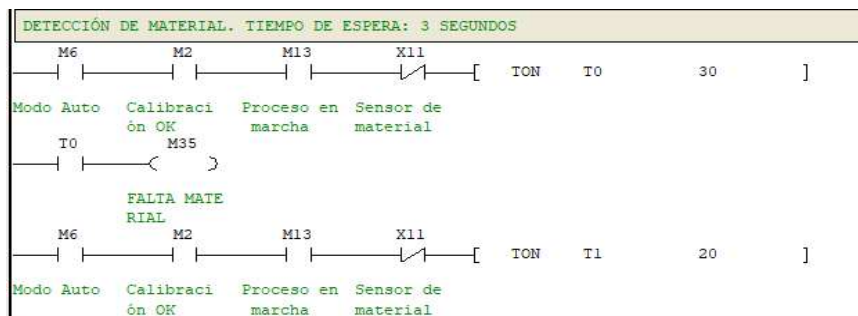 DETECCIÓN DE MATERIAL. TIEMPO DE ESPERA: 3 SEGUNDOS
M6 M2 M13 X11
TON T0 30
Modo Auto Calibraci Proceso en Sensor de
ón OK marcha material
T0 M35
FALTA MATE
RIAL
M6 M2 M13 X11
TON T1 20
Modo Auto Calibraci Proceso en Sensor de
ón OK marcha material